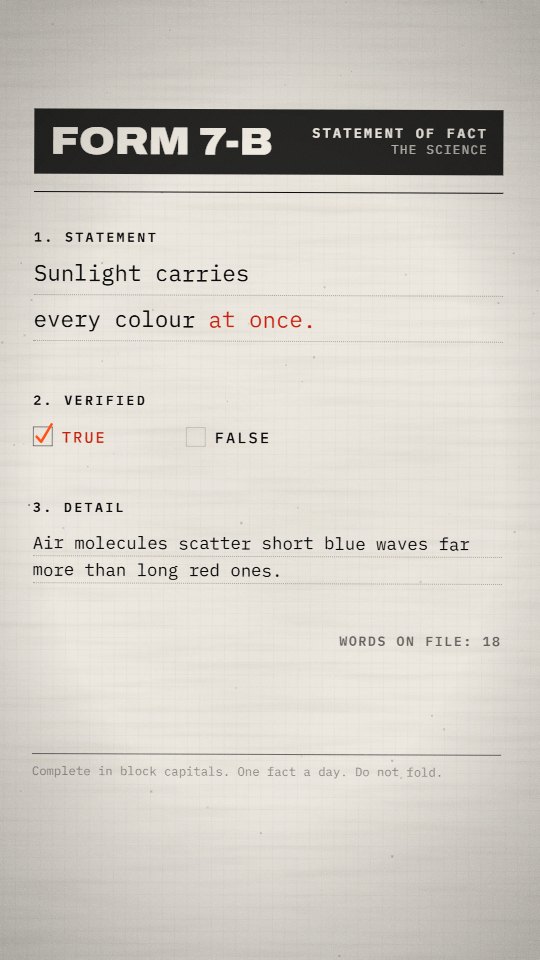 FORM 7-B
STATEMENT OF FACT
THE SCIENCE
1. STATEMENT
Sunlight carries
every colour at once.
2. VERIFIED
TRUE
FALSE
3. DETAIL
Air molecules scatter short blue waves far
more than long red ones.
WORDS ON FILE: 18
Complete in block capitals. One fact a day. Do not fold.